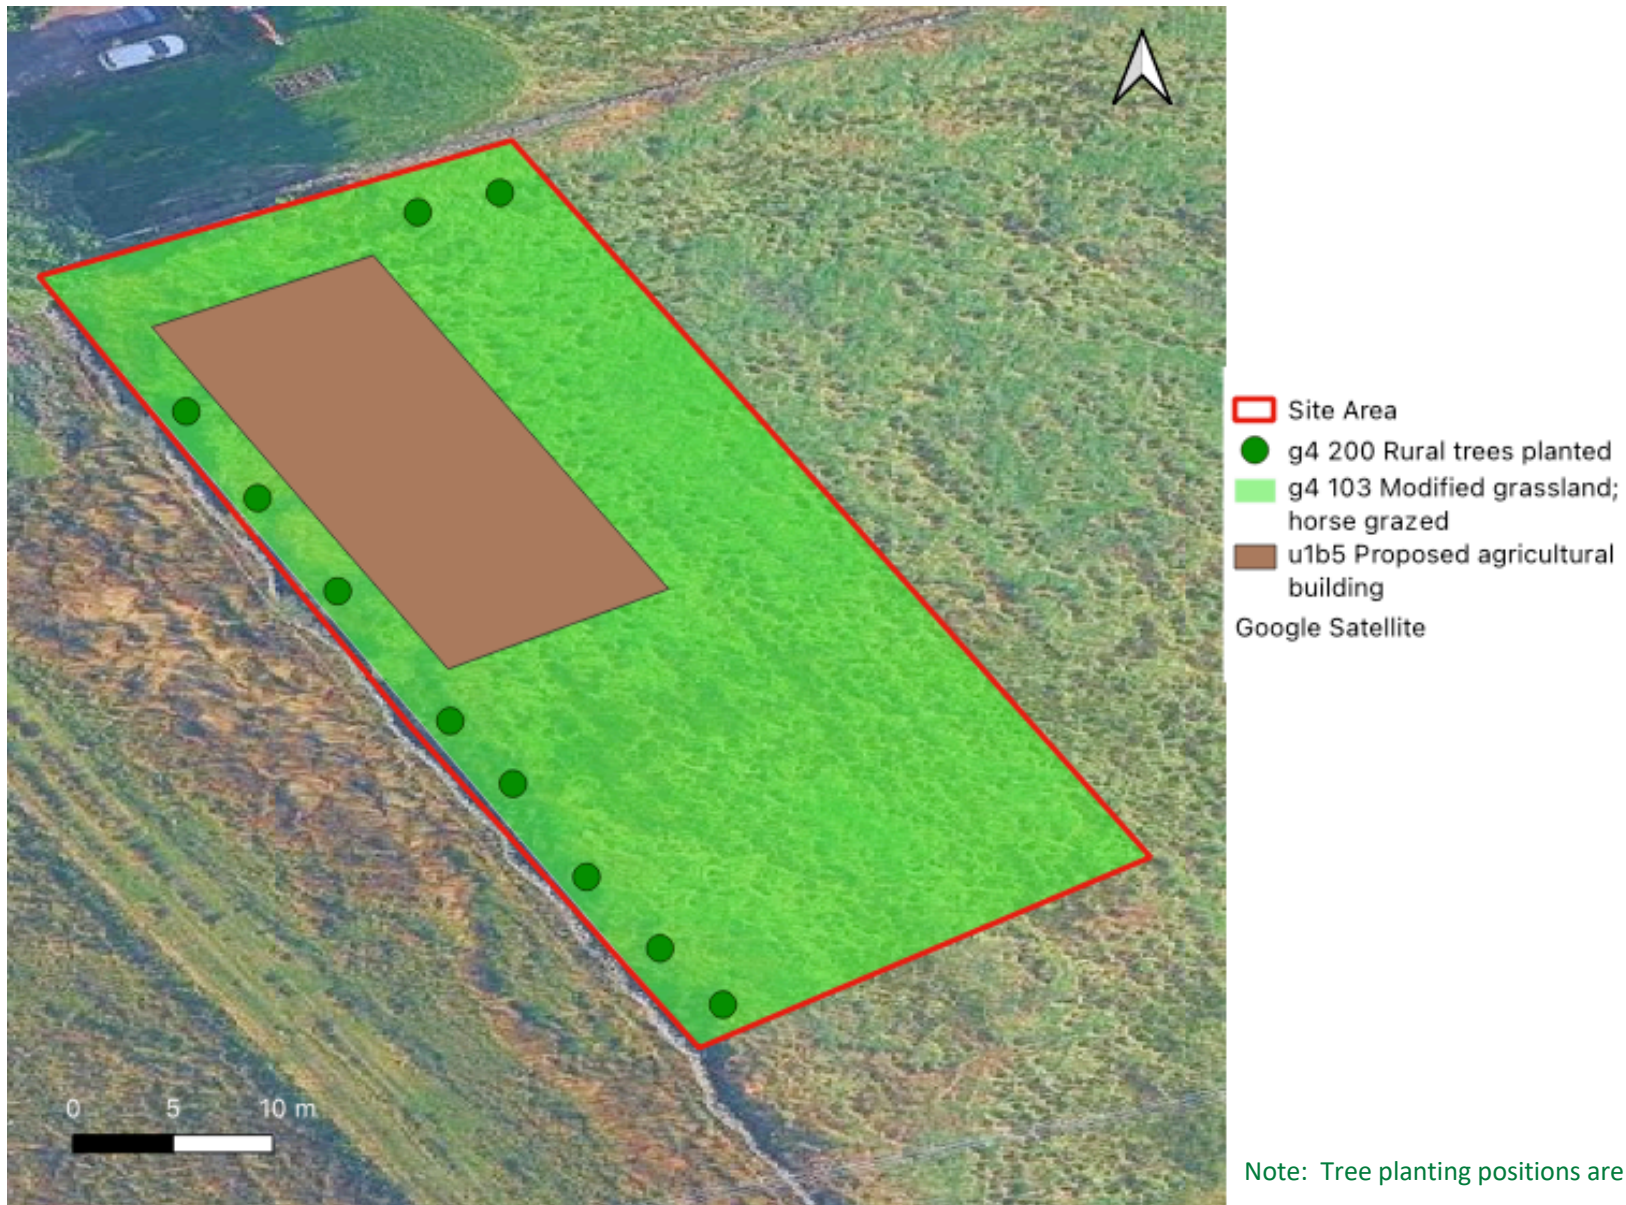 Site Area
g4 200 Rural trees planted
g4 103 Modified grassland;
horse grazed
u1b5 Proposed agricultural
building
Google Satellite
0 5 10 m
Note: Tree planting positions are